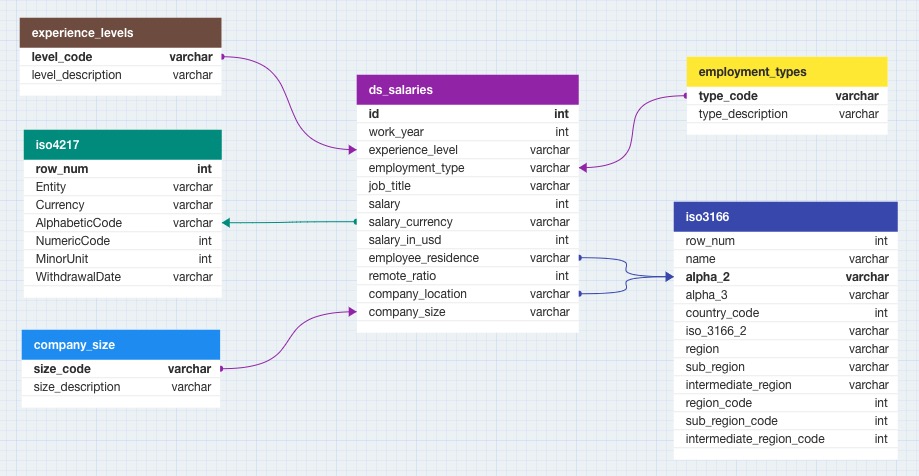 experience_levels
level_code varchar
level_description varchar
iso4217
row_num int
Entity varchar
Currency varchar
AlphabeticCode varchar
NumericCode int
MinorUnit int
WithdrawalDate varchar
company_size
size_code varchar
size_description varchar
ds_salaries
id int
work_year int
experience_level varchar
employment_type varchar
job_title varchar
salary int
salary_currency varchar
salary_in_usd int
employee_residence varchar
remote_ratio int
company_location varchar
company_size varchar
employment_types
type_code varchar
type_description varchar
iso3166
row_num int
name varchar
alpha_2 varchar
alpha_3 varchar
country_code int
iso_3166_2 varchar
region varchar
sub_region varchar
intermediate_region varchar
region_code int
sub_region_code int
intermediate_region_code int